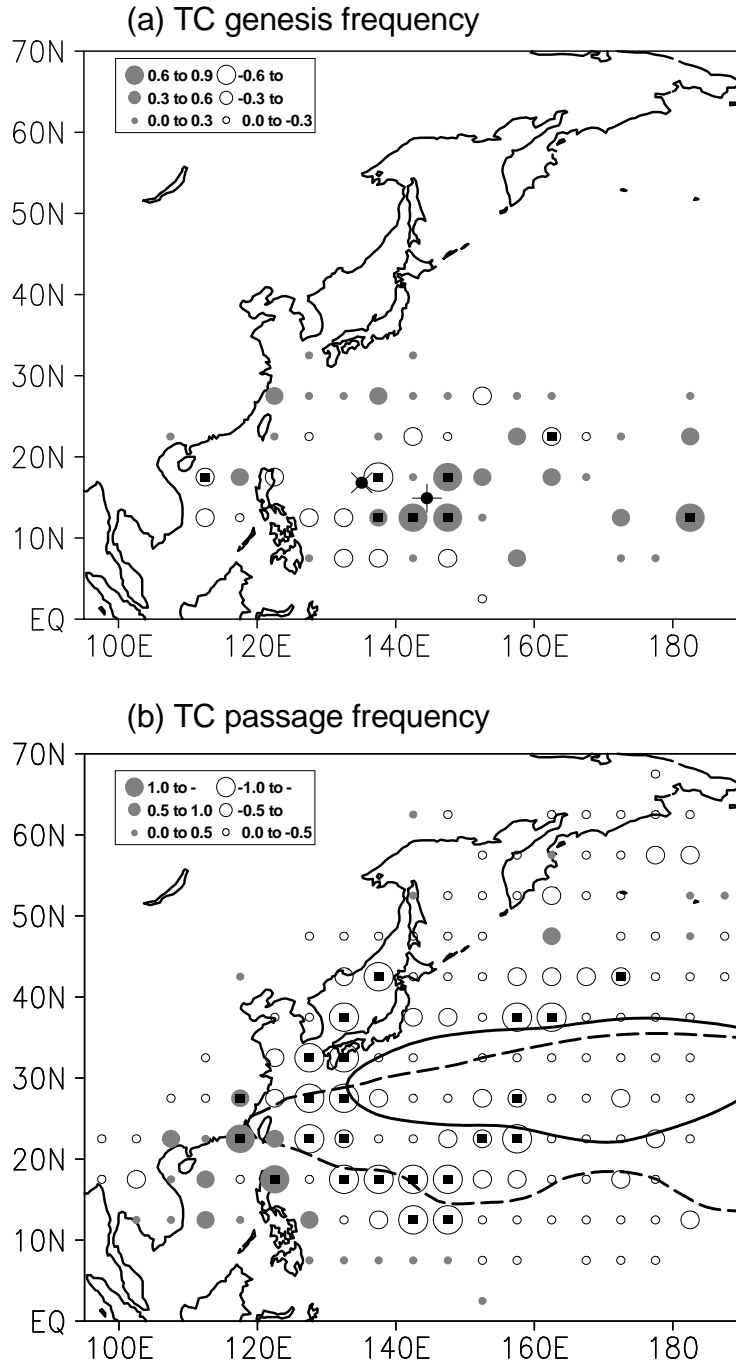 (a) TC genesis frequency
70N
0.6 to 0.9 -0.6 to
0.3 to 0.6 -0.3 to
0.0 to 0.3 0.0 to -0.3
60N
50N
40N
30N
20N
10N
EQ
100E 120E 140E 160E 180
(b) TC passage frequency
70N
1.0 to - -1.0 to -
0.5 to 1.0 -0.5 to
0.0 to 0.5 0.0 to -0.5
60N
50N
40N
30N
20N
10N
EQ
100E 120E 140E 160E 180